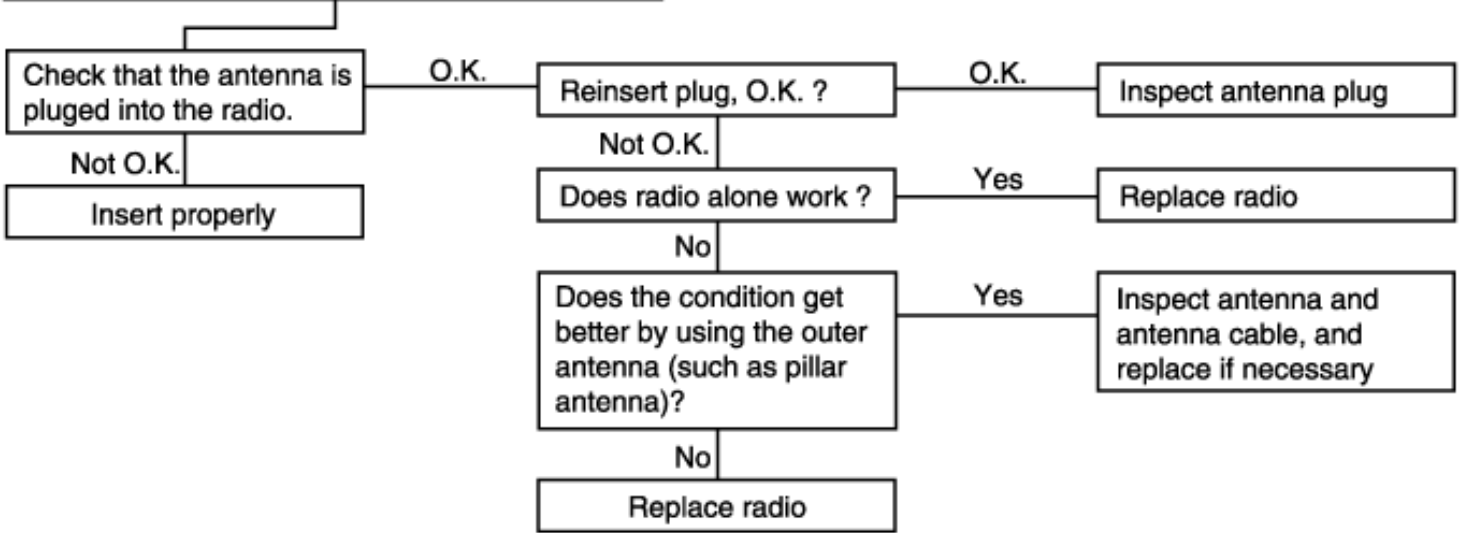 Check that the antenna is
pluged into the radio.
O.K.
Reinsert plug, O.K. ?
O.K.
Inspect antenna plug
Not O.K.
Insert properly
Not O.K.
Does radio alone work ?
Yes
Replace radio
No
Does the condition get
better by using the outer
antenna (such as pillar
antenna)?
Yes
Inspect antenna and
antenna cable, and
replace if necessary
No
Replace radio